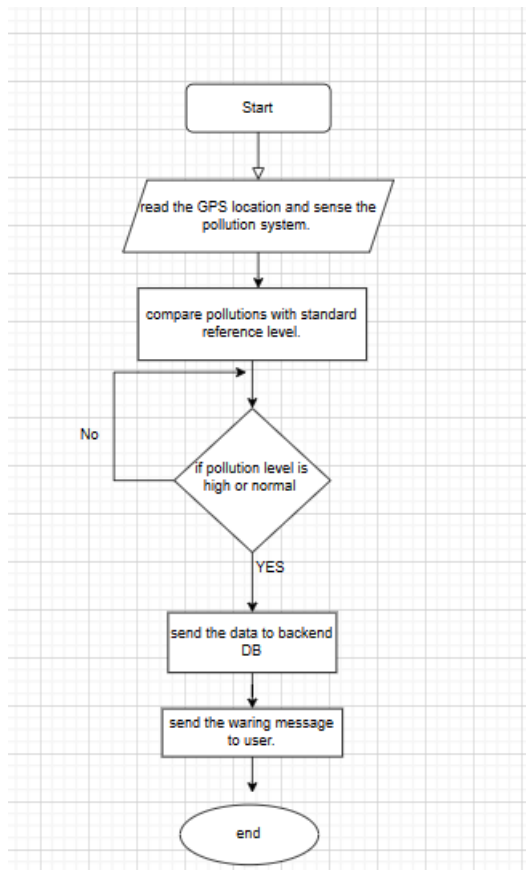 Start
read the GPS location and sense the
pollution system.
compare pollutions with standard
reference level.
No
if pollution level is
high or normal
YES
send the data to backend
DB
send the waring message
to user.
end